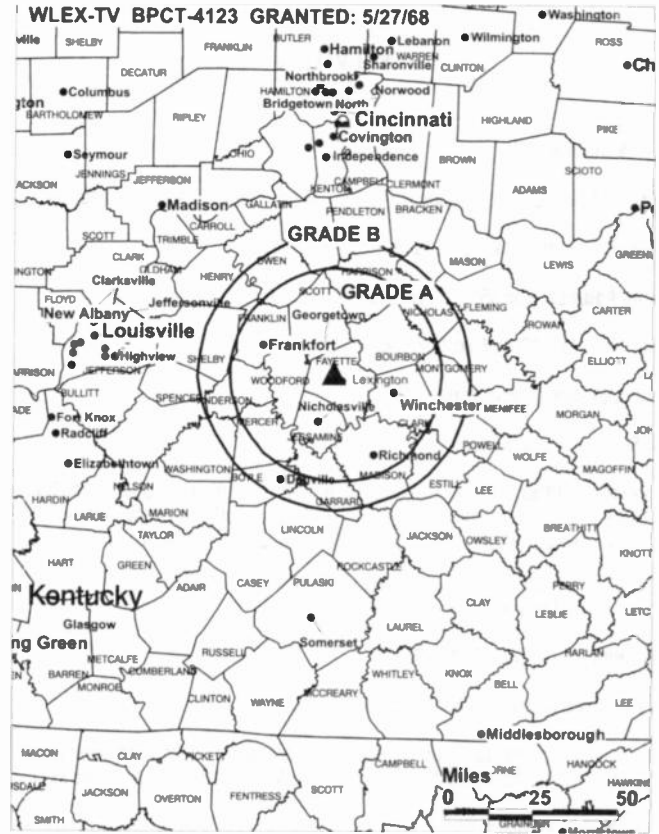 WLEX-TV BPCT-4123 GRANTED: 5/27/68
Washington
SHELBY
FRANKLIN
BUTLER
Hamilton
Lebanon
WARREN
Wilmington
CLINTON
ROSS
Sharonville
DECATUR
Northbrook
Columbus
HAMILTON
Norwood
Bridgetown North
BARTHOLOMEW
RIPLEY
Cincinnati
HIGHLAND
Covington
PIKE
Seymour
OHIO
Independence
BROWN
JACKSON
JENNINGS
JEFFERSON
KENTON
CAMPBELL
CLERMONT
ADAMS
SCIOTO
Madison
GALLATIN
PENDLETON
BRACKEN
CARROLL
SCOTT
TRIMBLE
GRADE B
CLARK
OLDHAM
OWEN
MASON
LEWIS
Clarksville
HENRY
HARRISON
SCOTT
GRADE A
FLOYD
Jeffersonville
NICHOLAS
FLEMING
CARTER
New Albany
FRANKLIN
Georgetown
ROWAN
Louisville
Frankfort
Highview
JEFFERSON
SHELBY
FAYETTE
BOURBON
MONTGOMERY
ELLIOTT
WOODFORD
Lexington
BULLITT
SPENCER
ANDERSON
Winchester
MENIFEE
Nicholasville
MORGAN
Fort Knox
MERCER
CLARK
Radcliff
JESSAMINE
POWELL
WOLFE
Elizabethtown
WASHINGTON
Richmond
MAGOFFIN
NELSON
BOYLE
Danville
MADISON
ESTILL
HARDIN
LEE
LARUE
MARION
GARRARD
TAYLOR
LINCOLN
JACKSON
OWSLEY
BREATHITT
HART
GREEN
CASEY
PULASKI
ROCKCASTLE
KNOTT
ADAIR
PERRY
Kentucky
CLAY
LESLIE
Glasgow
LAUREL
Somerset
RUSSELL
METCALFE
CUMBERLAND
HARLAN
BARREN
MONROE
WHITLEY
KNOX
BELL
CLINTON
WAYNE
MCCREARY
LEE
MACON
CLAY
PICKETT
Middlesborough
SCOTT
CAMPBELL
HANCOCK
JACKSON
OVERTON
FENTRESS
Miles
0 25 50
SMITH